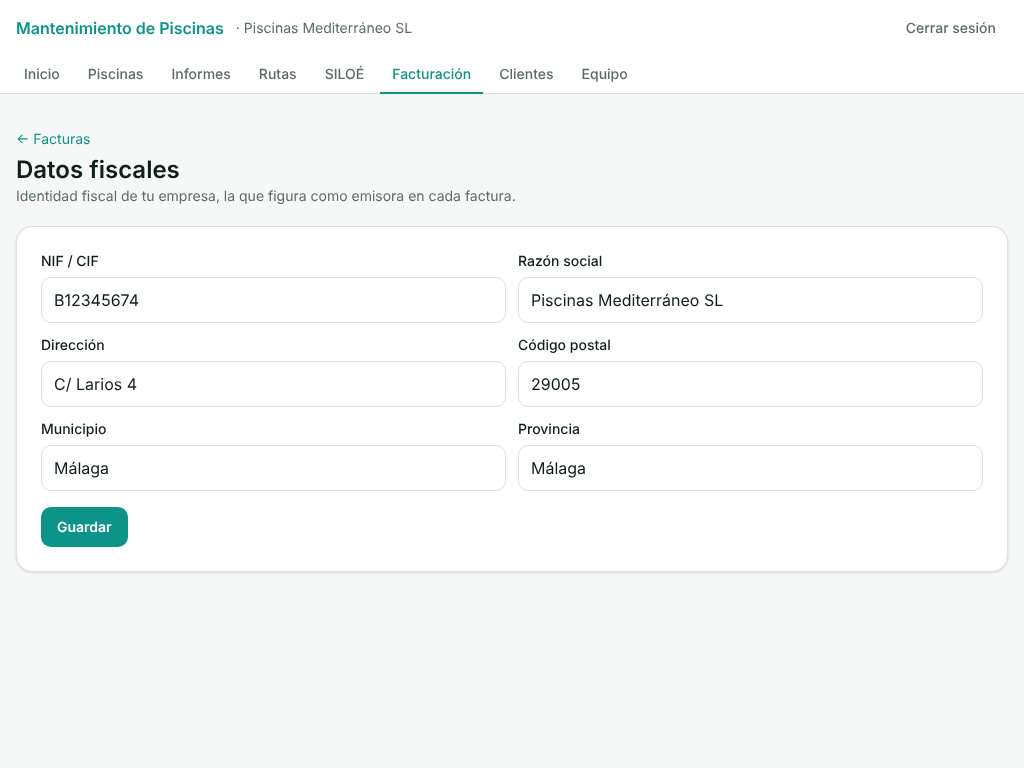 Mantenimiento de Piscinas · Piscinas Mediterráneo SL Cerrar sesión
Inicio Piscinas Informes Rutas SILOÉ Facturación Clientes Equipo
← Facturas
Datos fiscales
Identidad fiscal de tu empresa, la que figura como emisora en cada factura.
NIF / CIF Razón social
B12345674 Piscinas Mediterráneo SL
Dirección Código postal
C/ Larios 4 29005
Municipio Provincia
Málaga Málaga
Guardar